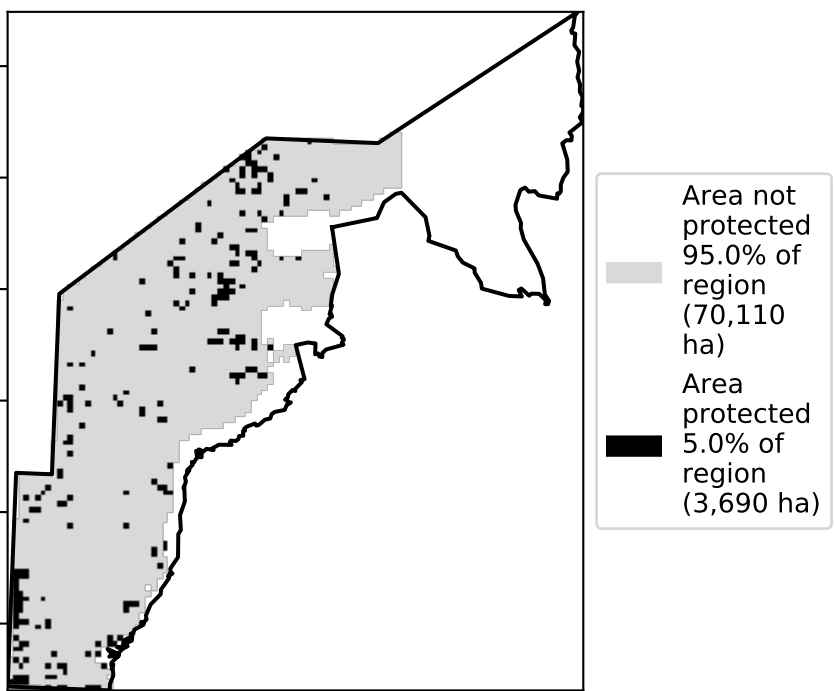 Area not
protected
95.0% of
region
(70,110
ha)
Area
protected
5.0% of
region
(3,690 ha)